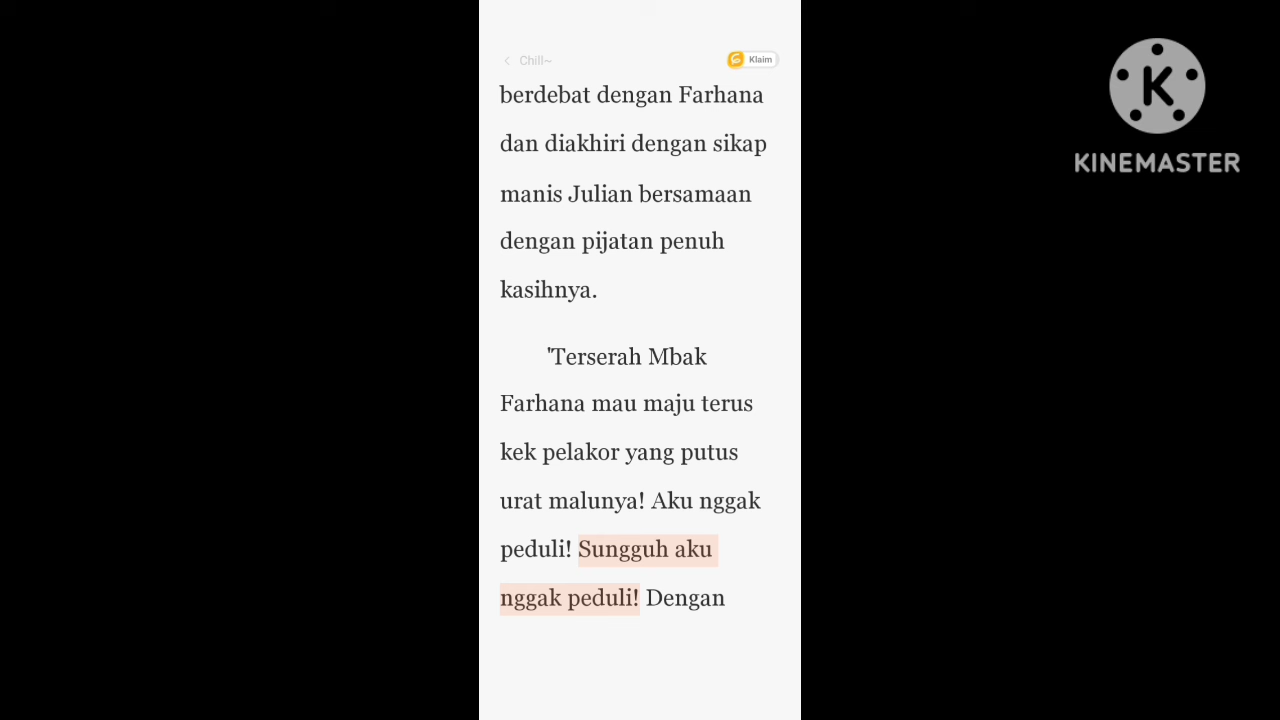 Chill~
Klaim
berdebat dengan Farhana
dan diakhiri dengan sikap
manis Julian bersamaan
dengan pijatan penuh
kasihnya.
'Terserah Mbak
Farhana mau maju terus
kek pelakor yang putus
urat malunya! Aku nggak
peduli! Sungguh aku
nggak peduli! Dengan
K
KINEMASTER